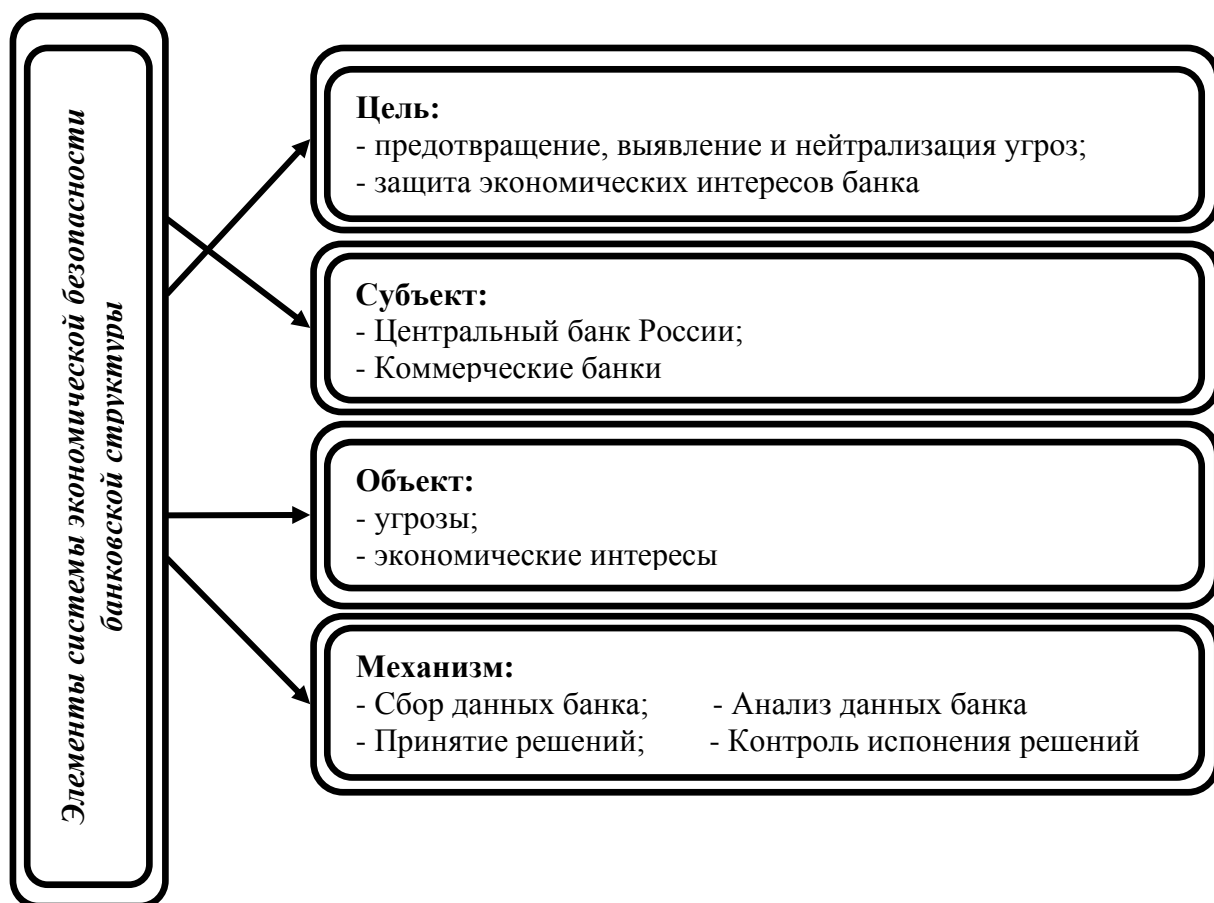 Элементы системы экономической безопасности
банковской структуры
Цель:
- предотвращение, выявление и нейтрализация угроз;
- защита экономических интересов банка
Субъект:
- Центральный банк России;
- Коммерческие банки
Объект:
- угрозы;
- экономические интересы
Механизм:
- Сбор данных банка; - Анализ данных банка
- Принятие решений; - Контроль испонения решений